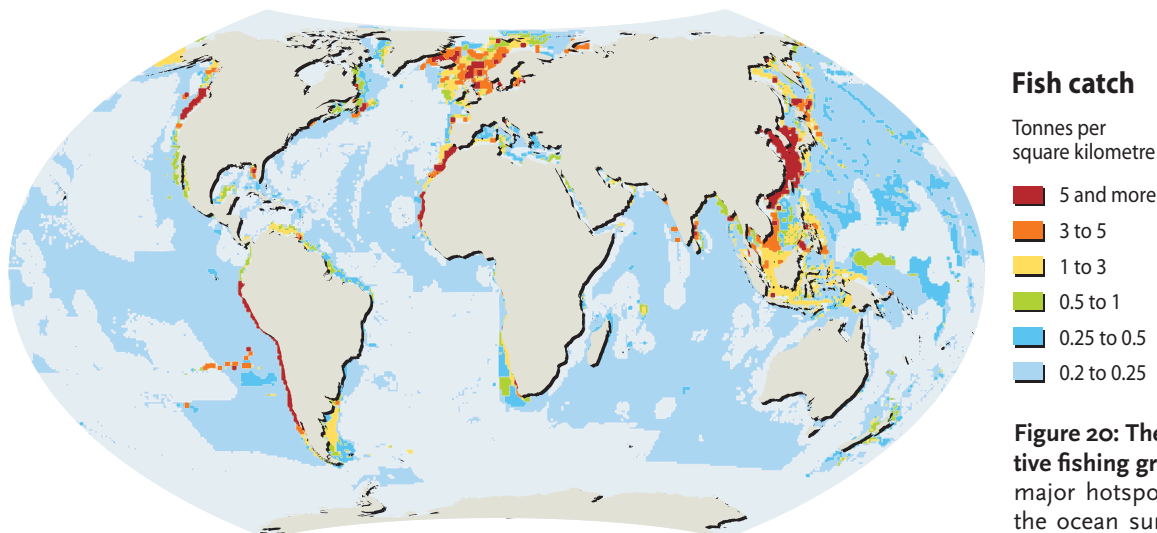 Fish catch
Tonnes per
square kilometre
5 and more
3 to 5
1 to 3
0.5 to 1
0.25 to 0.5
0.2 to 0.25
Figure 20: The
tive fishing gr
major hotspo
the ocean sur